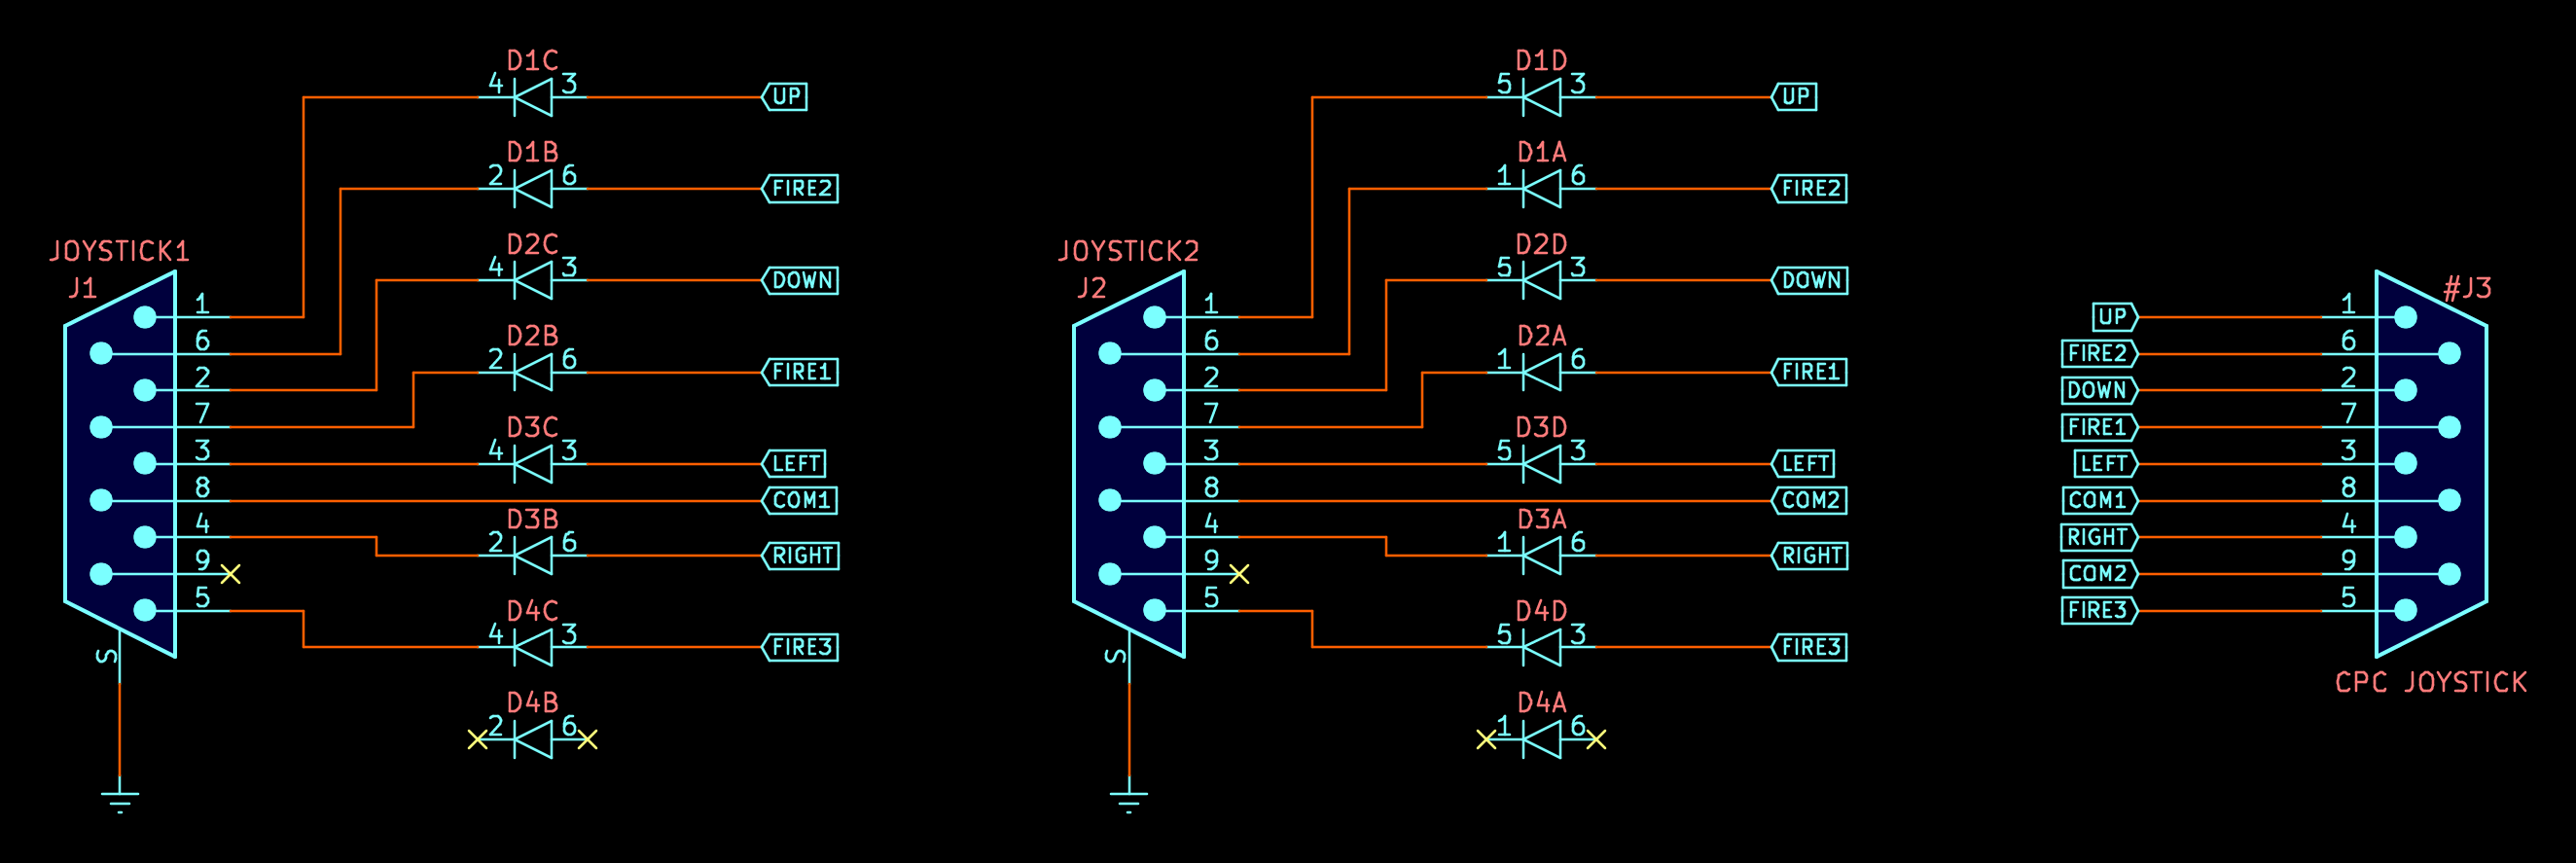 JOYSTICK1
J1
1
6
2
7
3
8
4
9
5
S
D1C
4 3 UP
D1B
2 6 FIRE2
D2C
4 3 DOWN
D2B
2 6 FIRE1
D3C
4 3 LEFT
COM1
D3B
2 6 RIGHT
D4C
4 3 FIRE3
D4B
2 6
JOYSTICK2
J2
1
6
2
7
3
8
4
9
5
S
D1D
5 3 UP
D1A
1 6 FIRE2
D2D
5 3 DOWN
D2A
1 6 FIRE1
D3D
5 3 LEFT
COM2
D3A
1 6 RIGHT
D4D
5 3 FIRE3
D4A
1 6
#J3
UP 1
FIRE2 6
DOWN 2
FIRE1 7
LEFT 3
COM1 8
RIGHT 4
COM2 9
FIRE3 5
CPC JOYSTICK